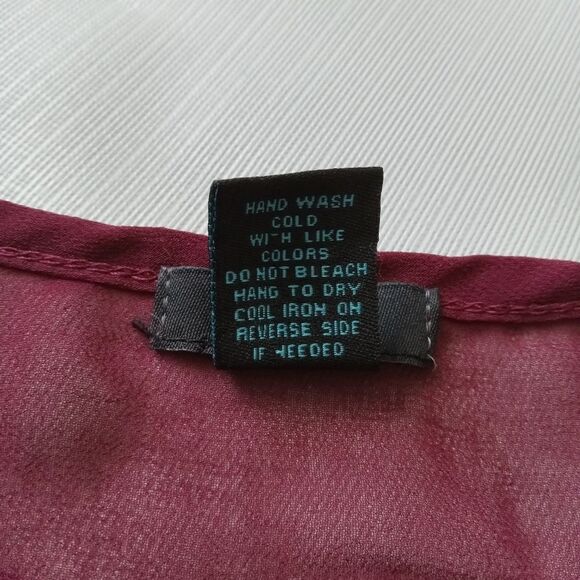 HAND WASH
COLD
WITH LIKE
COLORS
DO NOT BLEACH
HANG TO DRY
COOL IRON ON
REVERSE SIDE
IF NEEDED